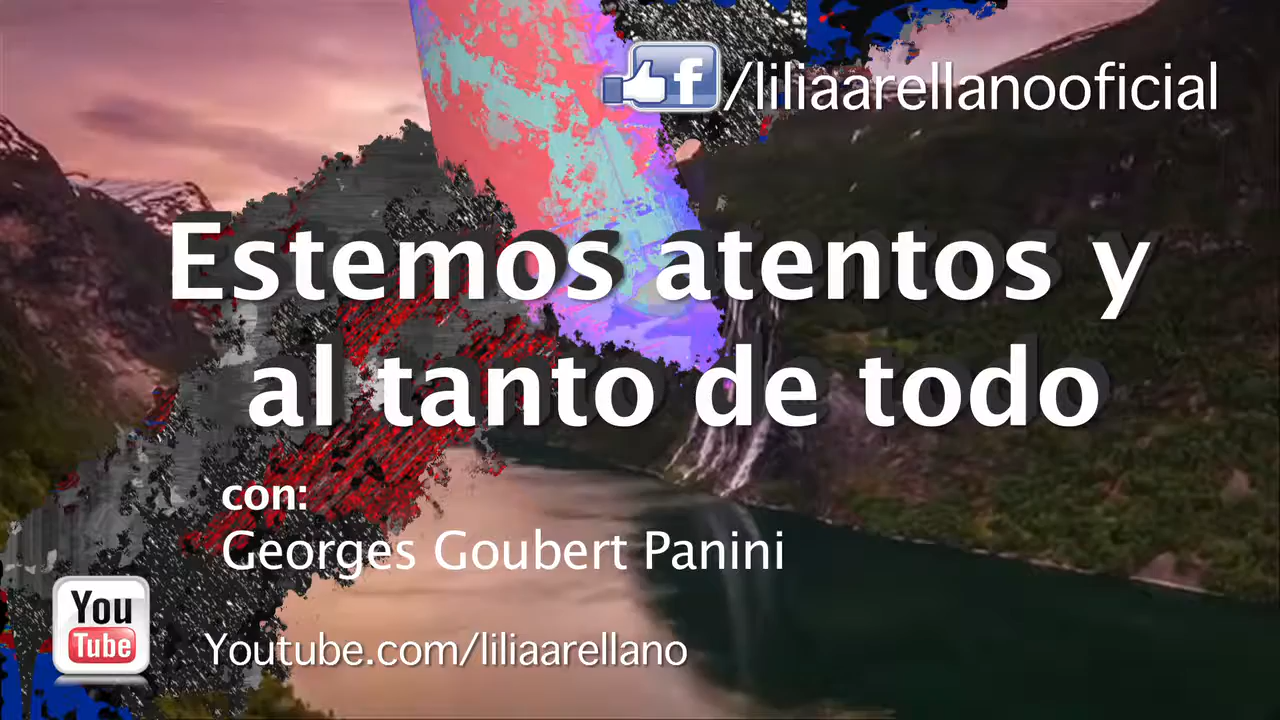 f/liliaarellanooficial
Estemos atentos y
al tanto de todo
con:
Georges Goubert Panini
You
Tube
Youtube.com/liliaarellano